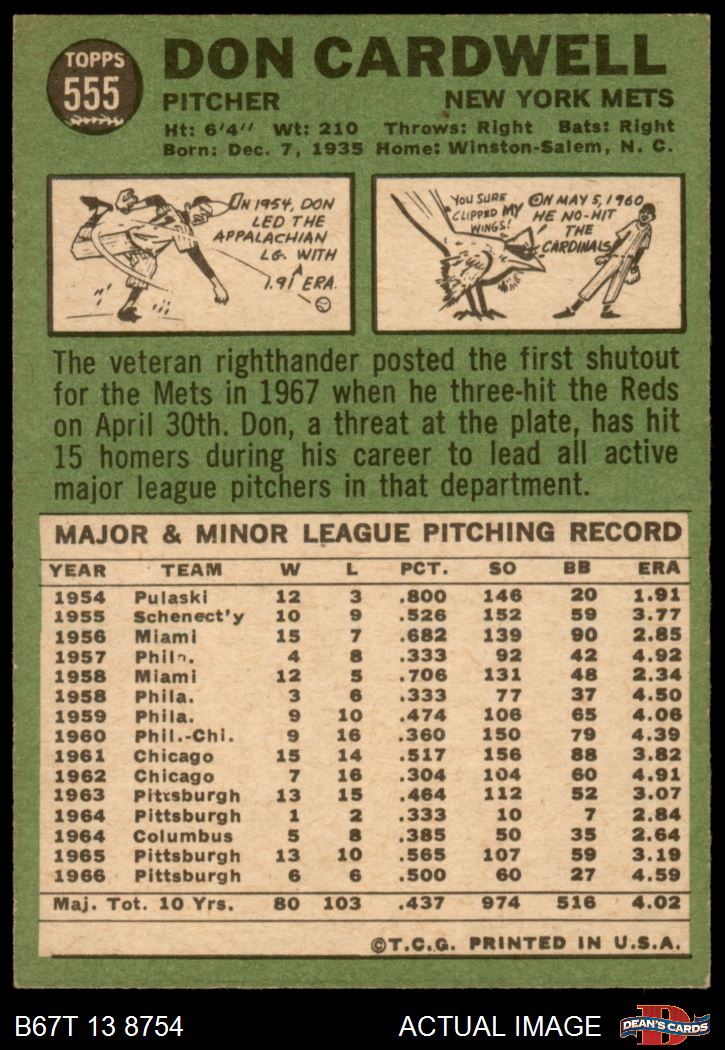 TOPPS
555
DON CARDWELL
PITCHER NEW YORK METS
Ht: 6'4" Wt: 210 Throws: Right Bats: Right
Born: Dec. 7, 1935 Home: Winston-Salem, N. C.
IN 1954, DON
LED THE
APPALACHIAN
LG. WITH
A
1.91 ERA.
YOU SURE
CLIPPED MY
WINGS!
ON MAY 5, 1960
HE NO-HIT
THE
CARDINALS
The veteran righthander posted the first shutout
for the Mets in 1967 when he three-hit the Reds
on April 30th. Don, a threat at the plate, has hit
15 homers during his career to lead all active
major league pitchers in that department.
MAJOR & MINOR LEAGUE PITCHING RECORD
YEAR TEAM W L PCT. SO BB ERA
1954 Pulaski 12 3 .800 146 20 1.91
1955 Schenect'y 10 9 .526 152 59 3.77
1956 Miami 15 7 .682 139 90 2.85
1957 Phila. 4 8 .333 92 42 4.92
1958 Miami 12 5 .706 131 48 2.34
1958 Phila. 3 6 .333 77 37 4.50
1959 Phila. 9 10 .474 106 65 4.06
1960 Phil.-Chi. 9 16 .360 150 79 4.39
1961 Chicago 15 14 .517 156 88 3.82
1962 Chicago 7 16 .304 104 60 4.91
1963 Pittsburgh 13 15 .464 112 52 3.07
1964 Pittsburgh 1 2 .333 10 7 2.84
1964 Columbus 5 8 .385 50 35 2.64
1965 Pittsburgh 13 10 .565 107 59 3.19
1966 Pittsburgh 6 6 .500 60 27 4.59
Maj. Tot. 10 Yrs. 80 103 .437 974 516 4.02
©T.C.G. PRINTED IN U.S.A.
B67T 13 8754 ACTUAL IMAGE
D
DEAN'S CARDS